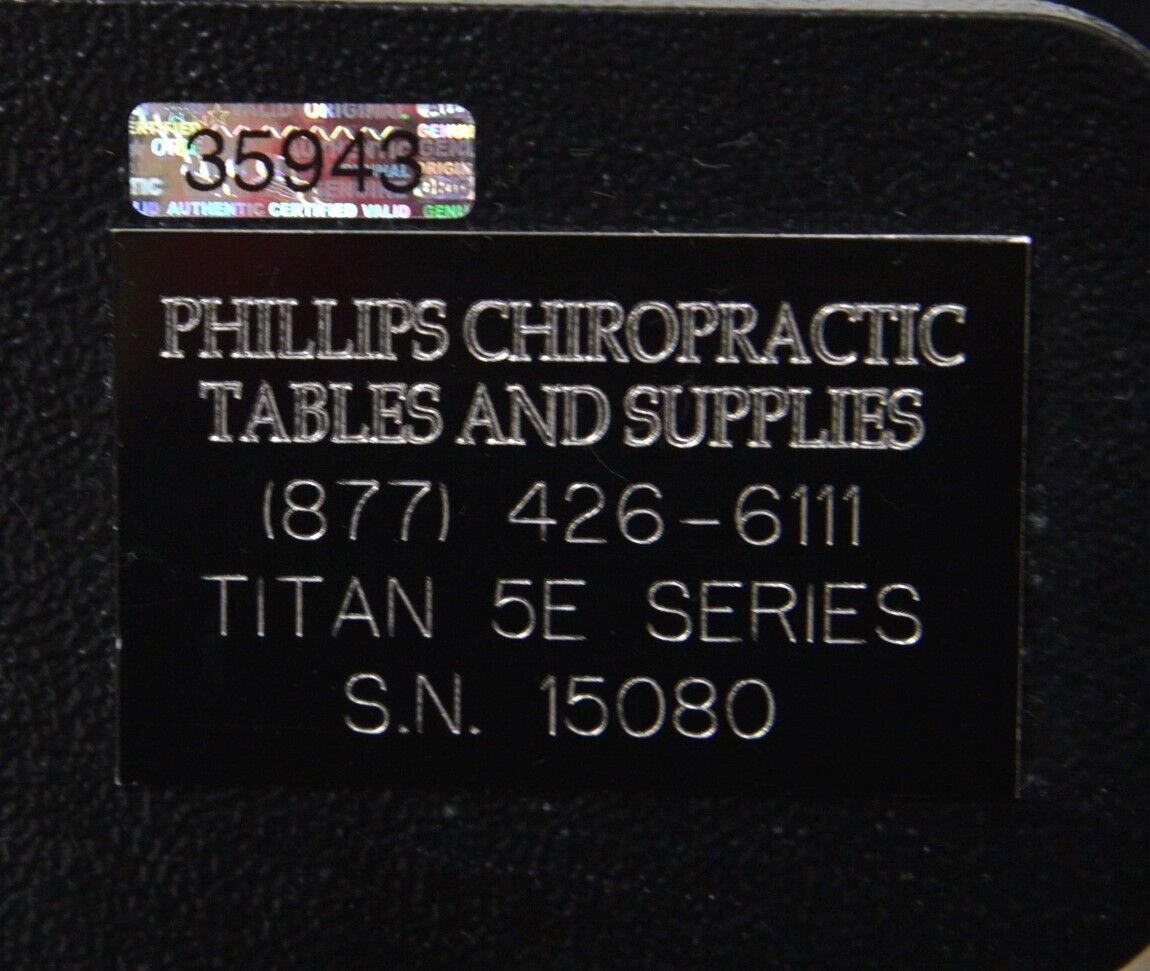 35943
AUTHENTIC CERTIFIED VALID
PHILLIPS CHIROPRACTIC
TABLES AND SUPPLIES
(877) 426-6111
TITAN 5E SERIES
S.N. 15080